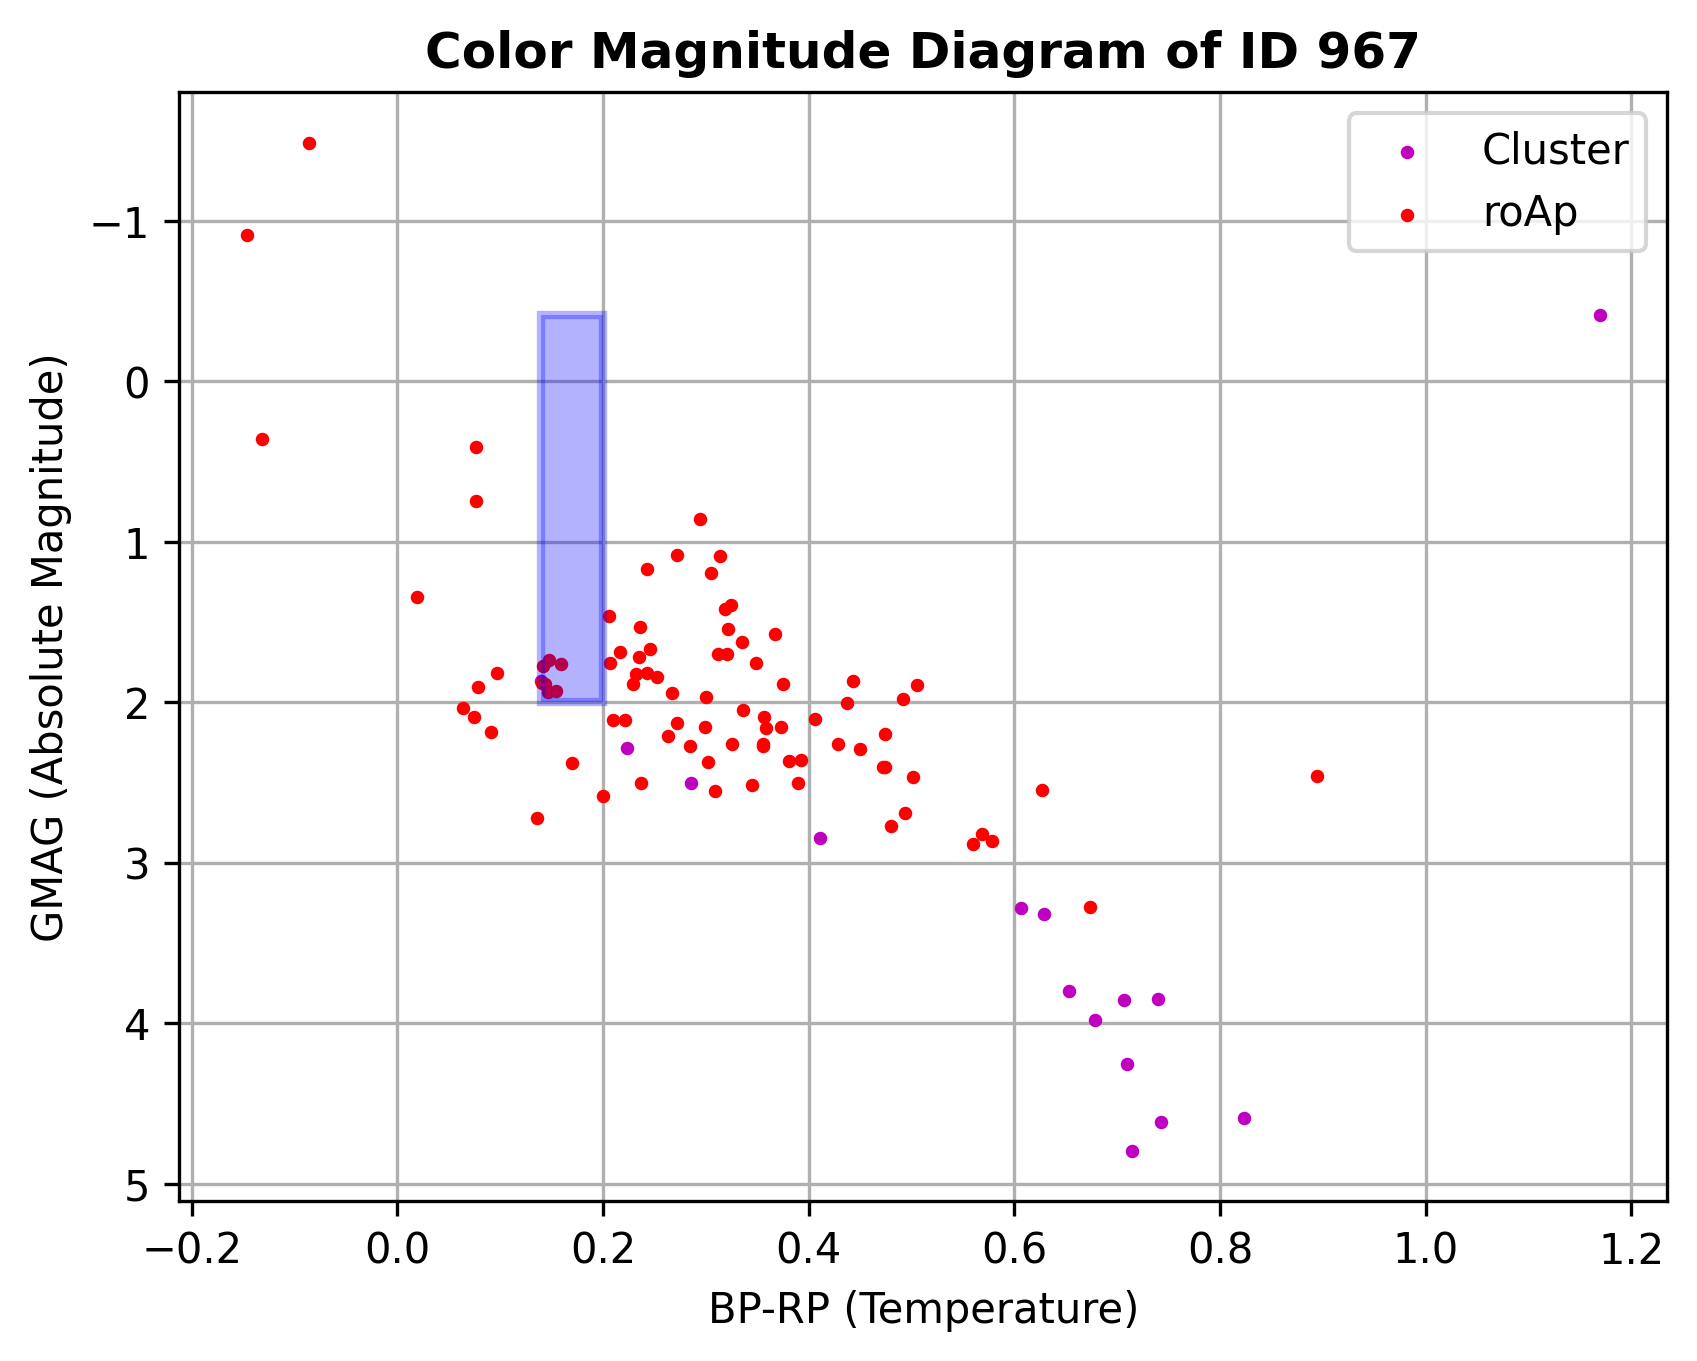 Color Magnitude Diagram of ID 967
Cluster
roAp
GMAG (Absolute Magnitude)
−1
0
1
2
3
4
5
−0.2 0.0 0.2 0.4 0.6 0.8 1.0 1.2
BP-RP (Temperature)